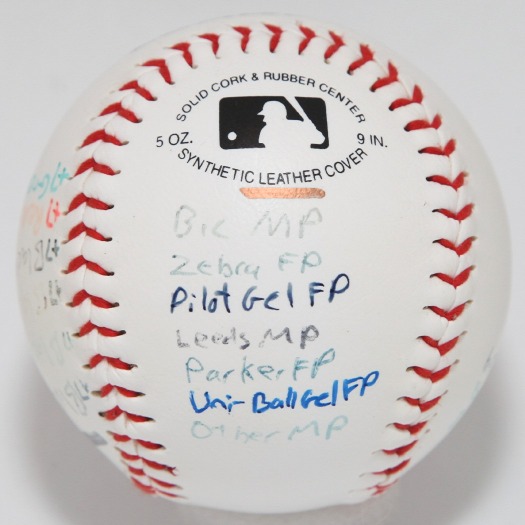 SOLID CORK & RUBBER CENTER
5 OZ. 9 IN.
SYNTHETIC LEATHER COVER
Bic MP
Zebra FP
Pilot Gel FP
Leeds MP
Parker FP
Uni-Ball Gel FP
Other MP